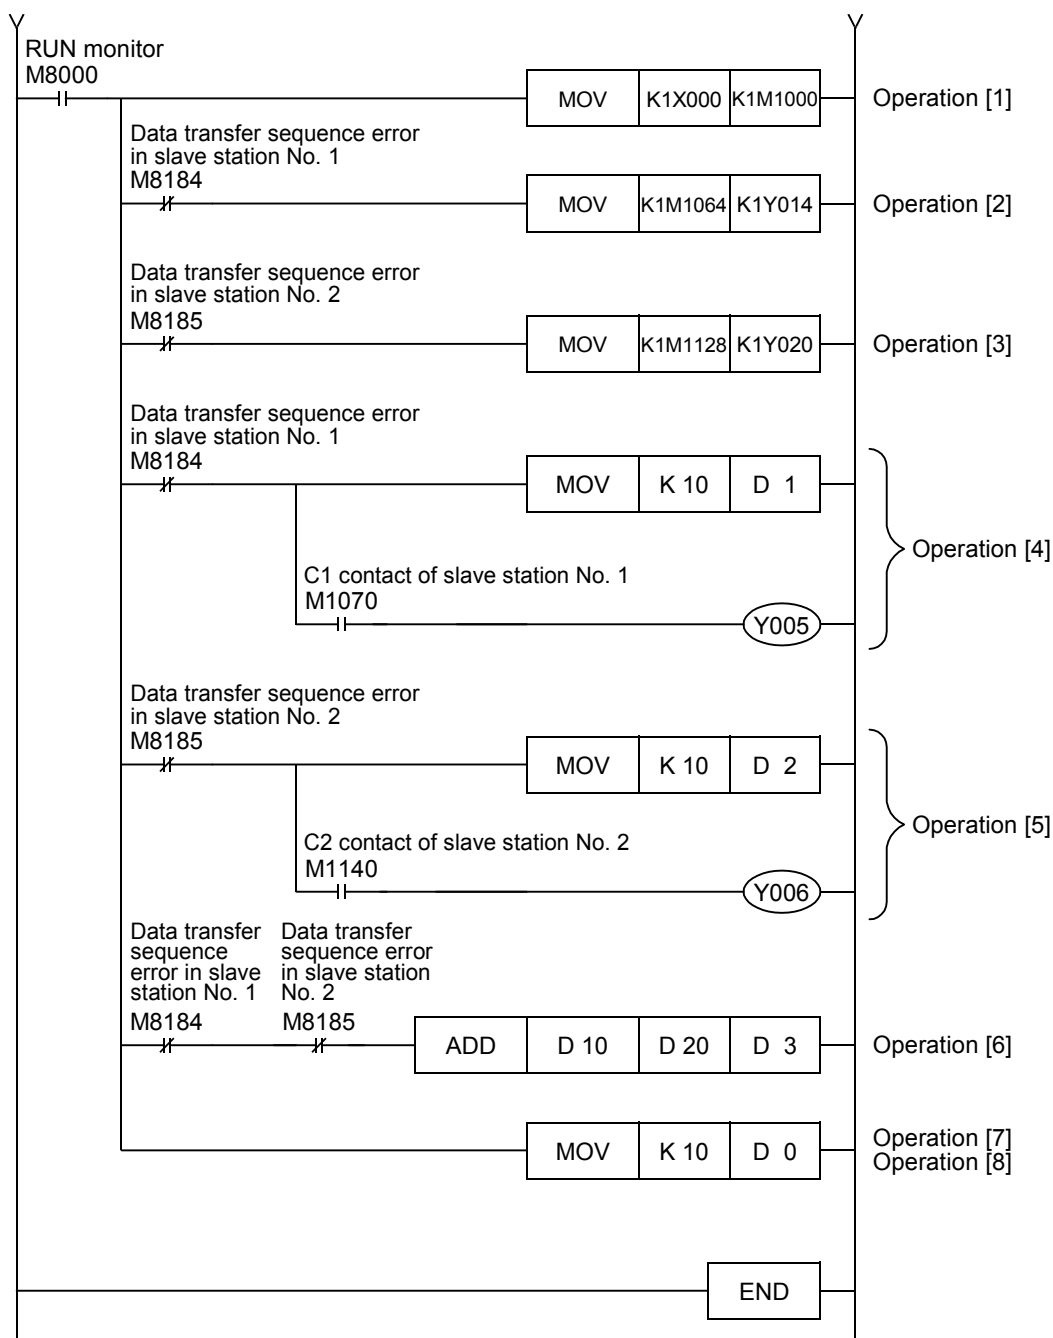 RUN monitor
M8000
MOV K1X000 K1M1000 Operation [1]
Data transfer sequence error
in slave station No. 1
M8184
MOV K1M1064 K1Y014 Operation [2]
Data transfer sequence error
in slave station No. 2
M8185
MOV K1M1128 K1Y020 Operation [3]
Data transfer sequence error
in slave station No. 1
M8184
MOV K 10 D 1
Operation [4]
C1 contact of slave station No. 1
M1070
Y005
Data transfer sequence error
in slave station No. 2
M8185
MOV K 10 D 2
Operation [5]
C2 contact of slave station No. 2
M1140
Y006
Data transfer
sequence
error in slave
station No. 1
M8184
Data transfer
sequence error
in slave station
No. 2
M8185
ADD D 10 D 20 D 3 Operation [6]
MOV K 10 D 0
Operation [7]
Operation [8]
END